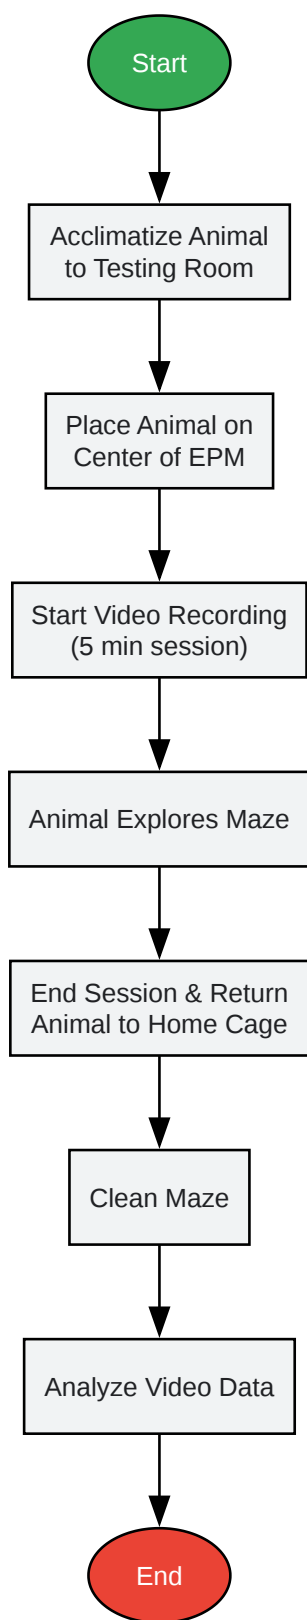 Start
Acclimatize Animal
to Testing Room
Place Animal on
Center of EPM
Start Video Recording
(5 min session)
Animal Explores Maze
End Session & Return
Animal to Home Cage
Clean Maze
Analyze Video Data
End